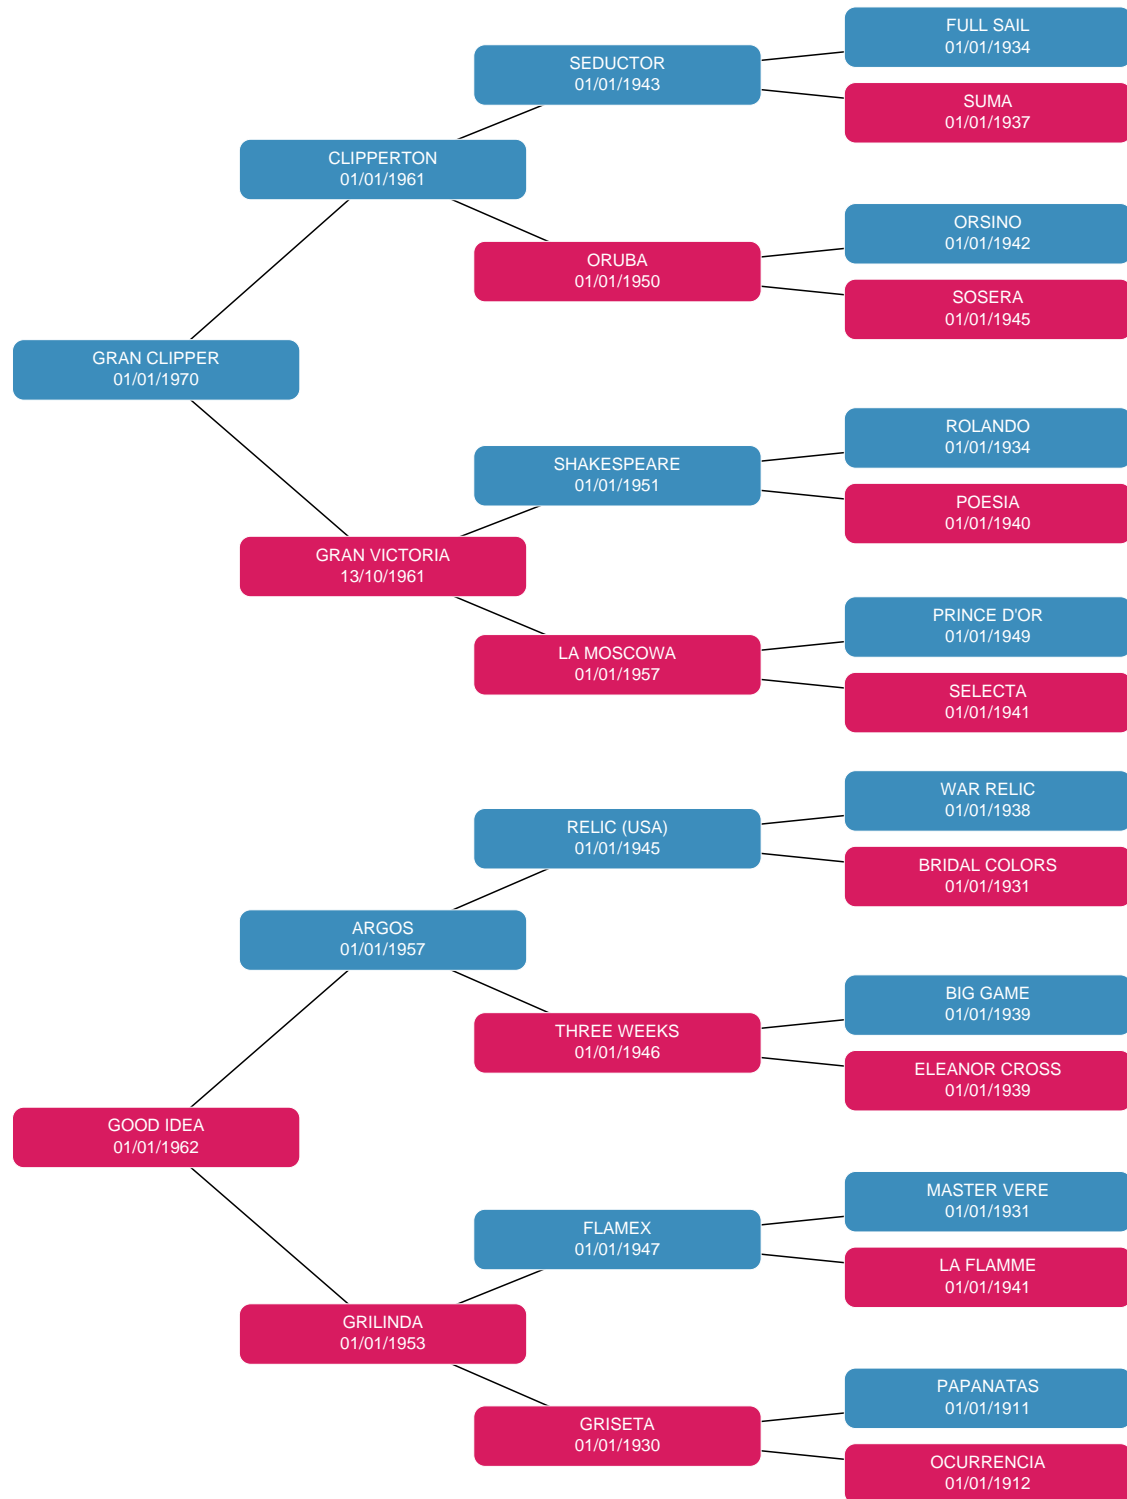 FULL SAIL
01/01/1934
SEDUCTOR
01/01/1943
SUMA
01/01/1937
CLIPPERTON
01/01/1961
ORSINO
01/01/1942
ORUBA
01/01/1950
SOSERA
01/01/1945
GRAN CLIPPER
01/01/1970
ROLANDO
01/01/1934
SHAKESPEARE
01/01/1951
POESIA
01/01/1940
GRAN VICTORIA
13/10/1961
PRINCE D'OR
01/01/1949
LA MOSCOWA
01/01/1957
SELECTA
01/01/1941
WAR RELIC
01/01/1938
RELIC (USA)
01/01/1945
BRIDAL COLORS
01/01/1931
ARGOS
01/01/1957
BIG GAME
01/01/1939
THREE WEEKS
01/01/1946
ELEANOR CROSS
01/01/1939
GOOD IDEA
01/01/1962
MASTER VERE
01/01/1931
FLAMEX
01/01/1947
LA FLAMME
01/01/1941
GRILINDA
01/01/1953
PAPANATAS
01/01/1911
GRISETA
01/01/1930
OCURRENCIA
01/01/1912